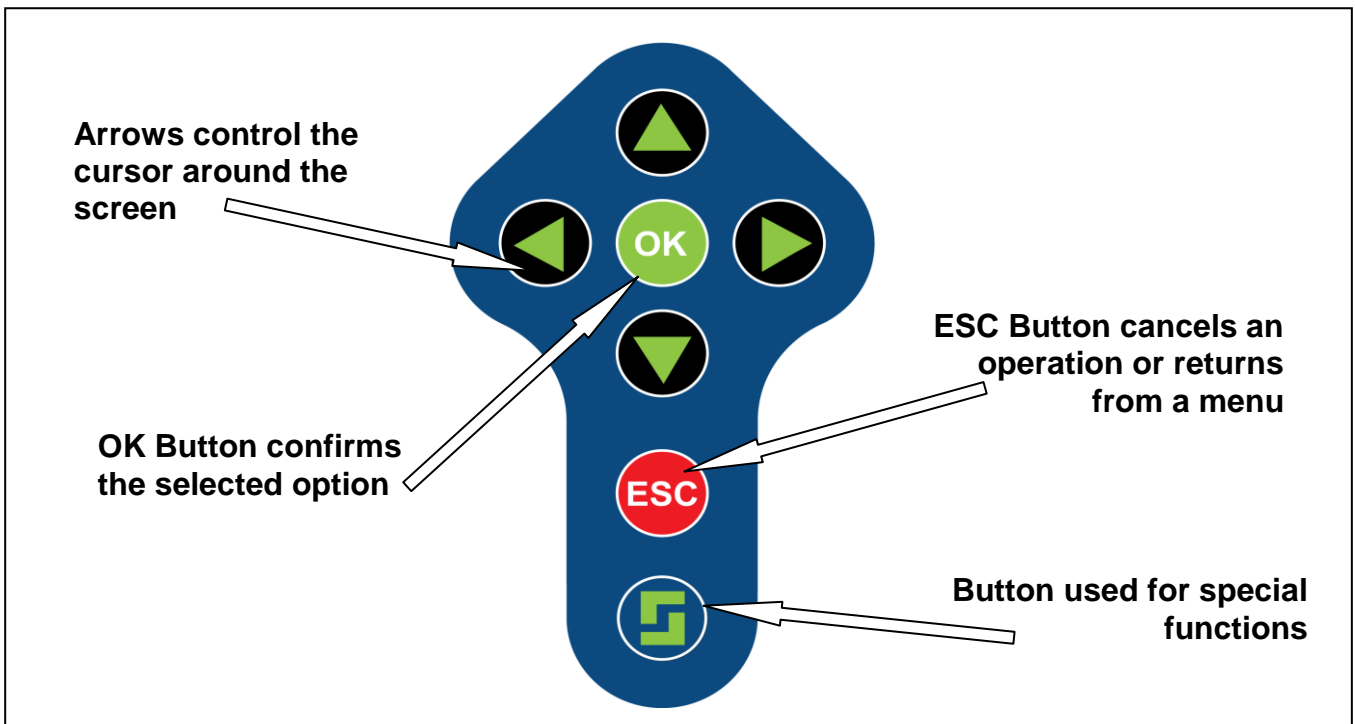 Arrows control the
cursor around the
screen
OK
ESC Button cancels an
operation or returns
from a menu
OK Button confirms
the selected option
ESC
Button used for special
functions